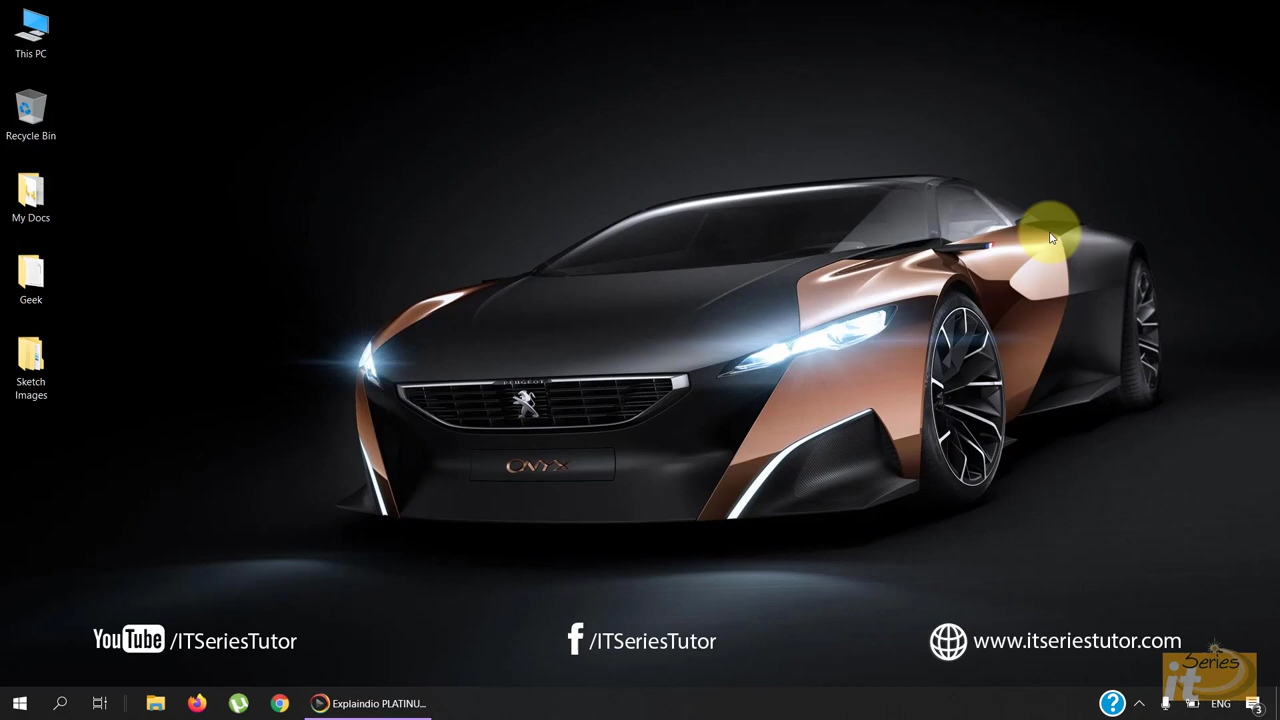 This PC
Recycle Bin
My Docs
Geek
Sketch
Images
PEUGEOT
ONYX
YouTube /ITSeriesTutor
f /ITSeriesTutor
www.itseriestutor.com
it Series
Explaindio PLATINU...
?
ENG
3